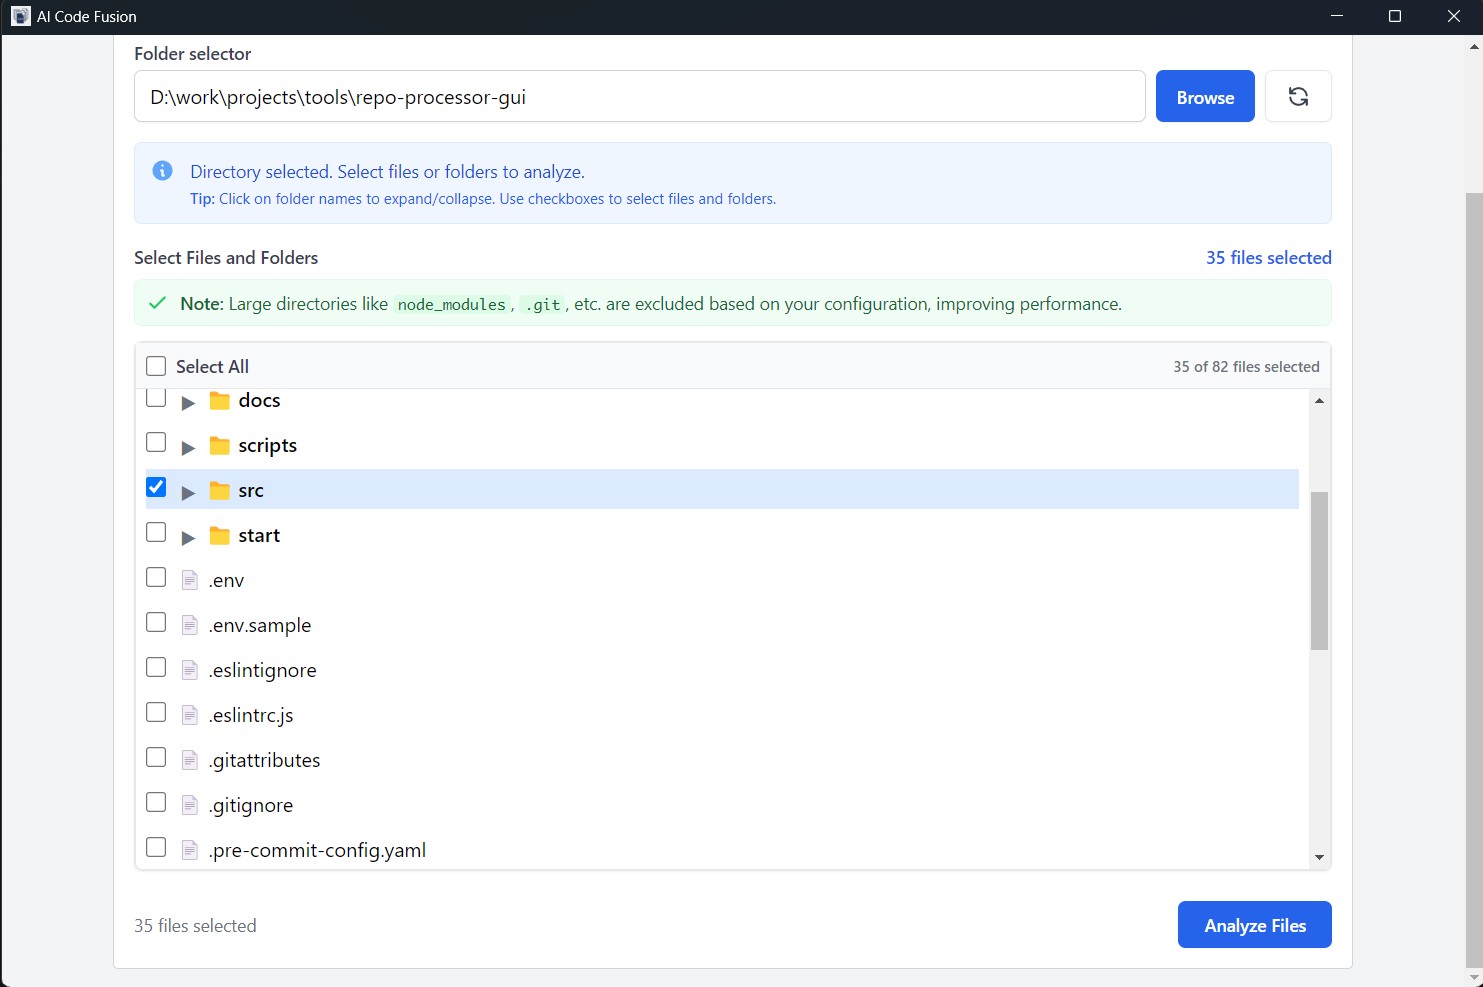 AI Code Fusion
Folder selector
D:\work\projects\tools\repo-processor-gui
Browse
Directory selected. Select files or folders to analyze.
Tip: Click on folder names to expand/collapse. Use checkboxes to select files and folders.
Select Files and Folders
35 files selected
Note: Large directories like node_modules, .git, etc. are excluded based on your configuration, improving performance.
Select All
35 of 82 files selected
docs
scripts
src
start
.env
.env.sample
.eslintignore
.eslintrc.js
.gitattributes
.gitignore
.pre-commit-config.yaml
35 files selected
Analyze Files